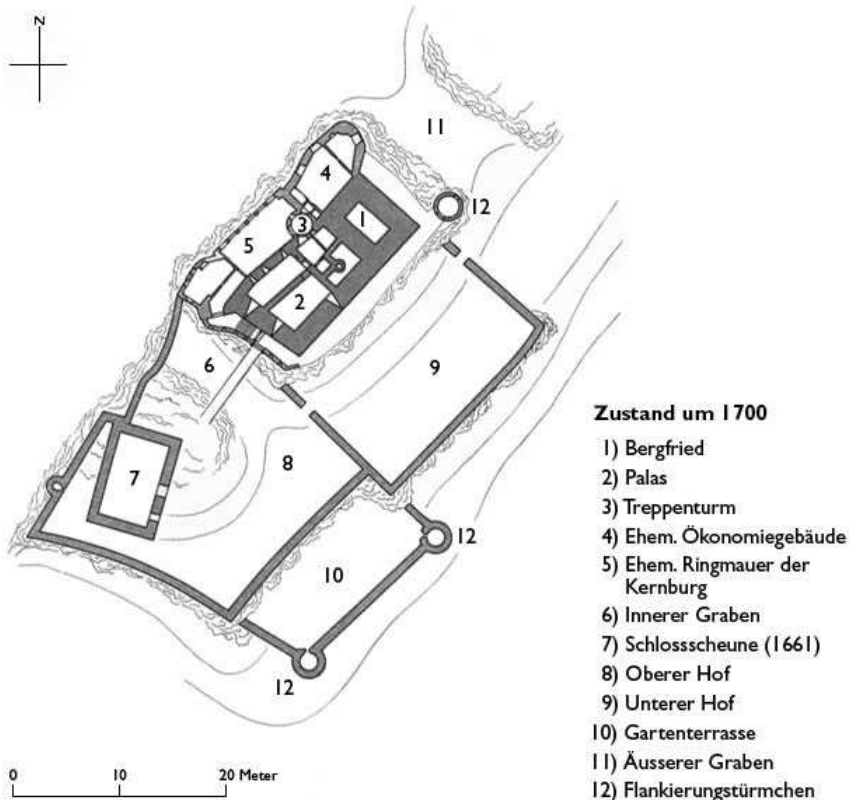 N
11
4
12
3
1
5
2
6
9
7
8
12
10
12
0 10 20 Meter
Zustand um 1700
1) Bergfried
2) Palas
3) Treppenturm
4) Ehem. Ökonomiegebäude
5) Ehem. Ringmauer der
Kernburg
6) Innerer Graben
7) Schlossscheune (1661)
8) Oberer Hof
9) Unterer Hof
10) Gartenterrasse
11) Äusserer Graben
12) Flankierungstürmchen